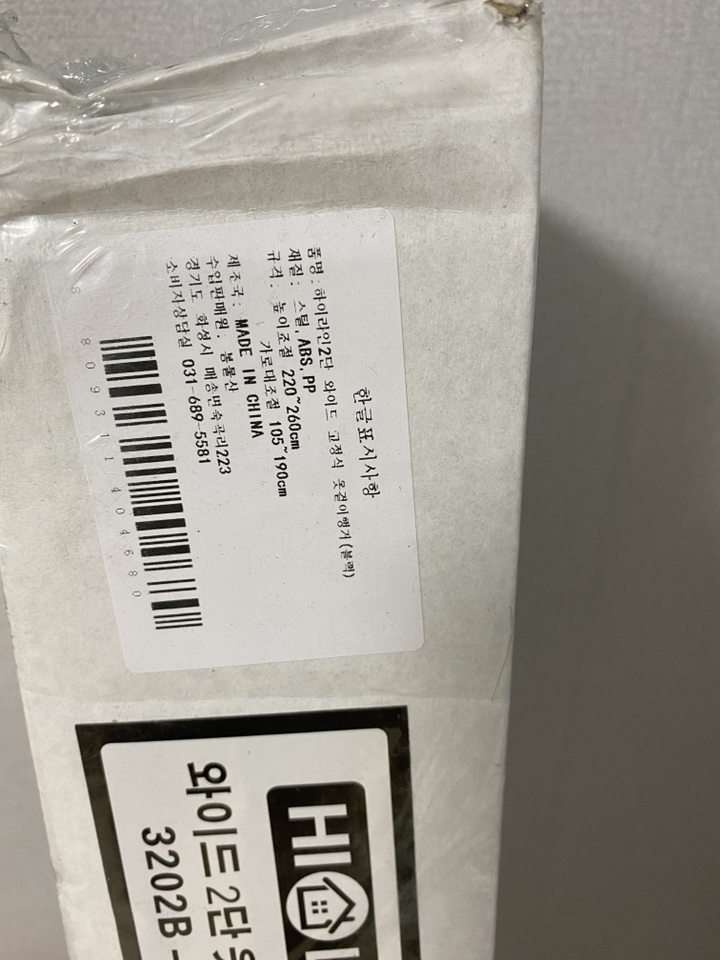 한글표시사항
품명 : 하이라인2단 와이드 고정식 옷걸이행거(블랙)
재질 : 스틸, ABS, PP
규격 : 높이조절 220~260cm
가로대조절 105~190cm
제조국 : MADE IN CHINA
수입판매원 : 봉물산
경기도 화성시 매송면숙곡리223
소비자상담실 031-689-5581
8 809311 404680
HI
와이드 2단
3202B -